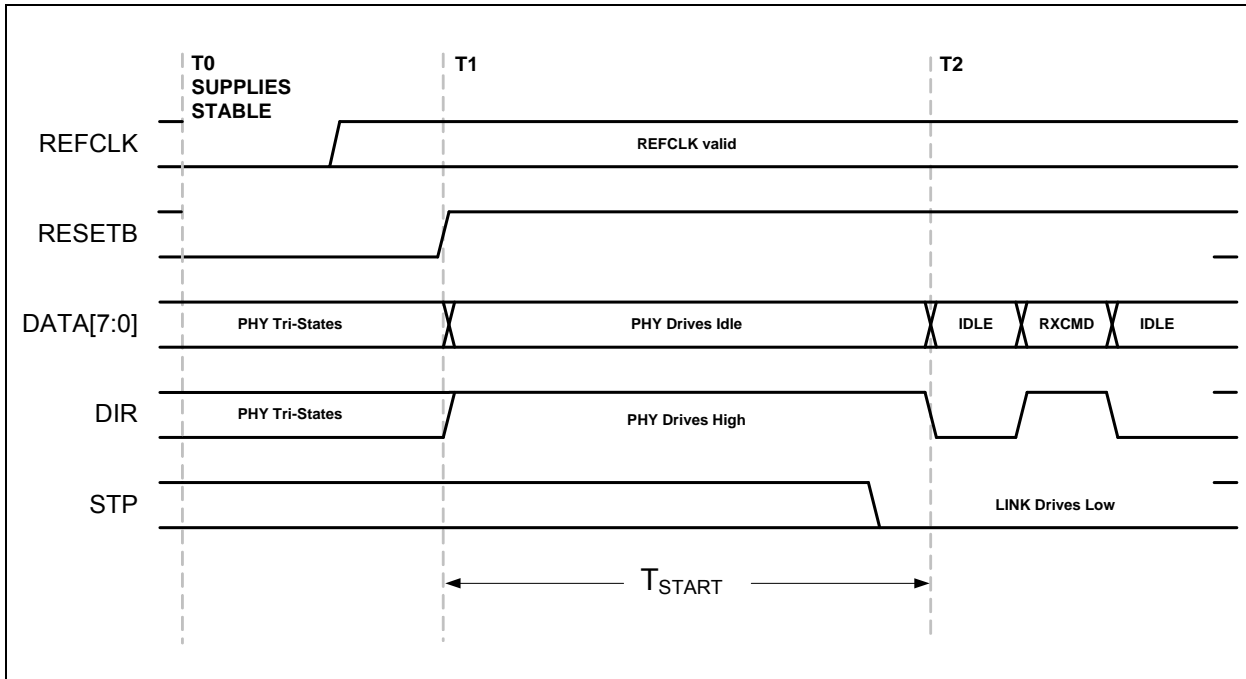 T0
SUPPLIES
STABLE
T1
T2
REFCLK
REFCLK valid
RESETB
DATA[7:0]
PHY Tri-States
PHY Drives Idle
IDLE
RXCMD
IDLE
DIR
PHY Tri-States
PHY Drives High
STP
LINK Drives Low
TSTART